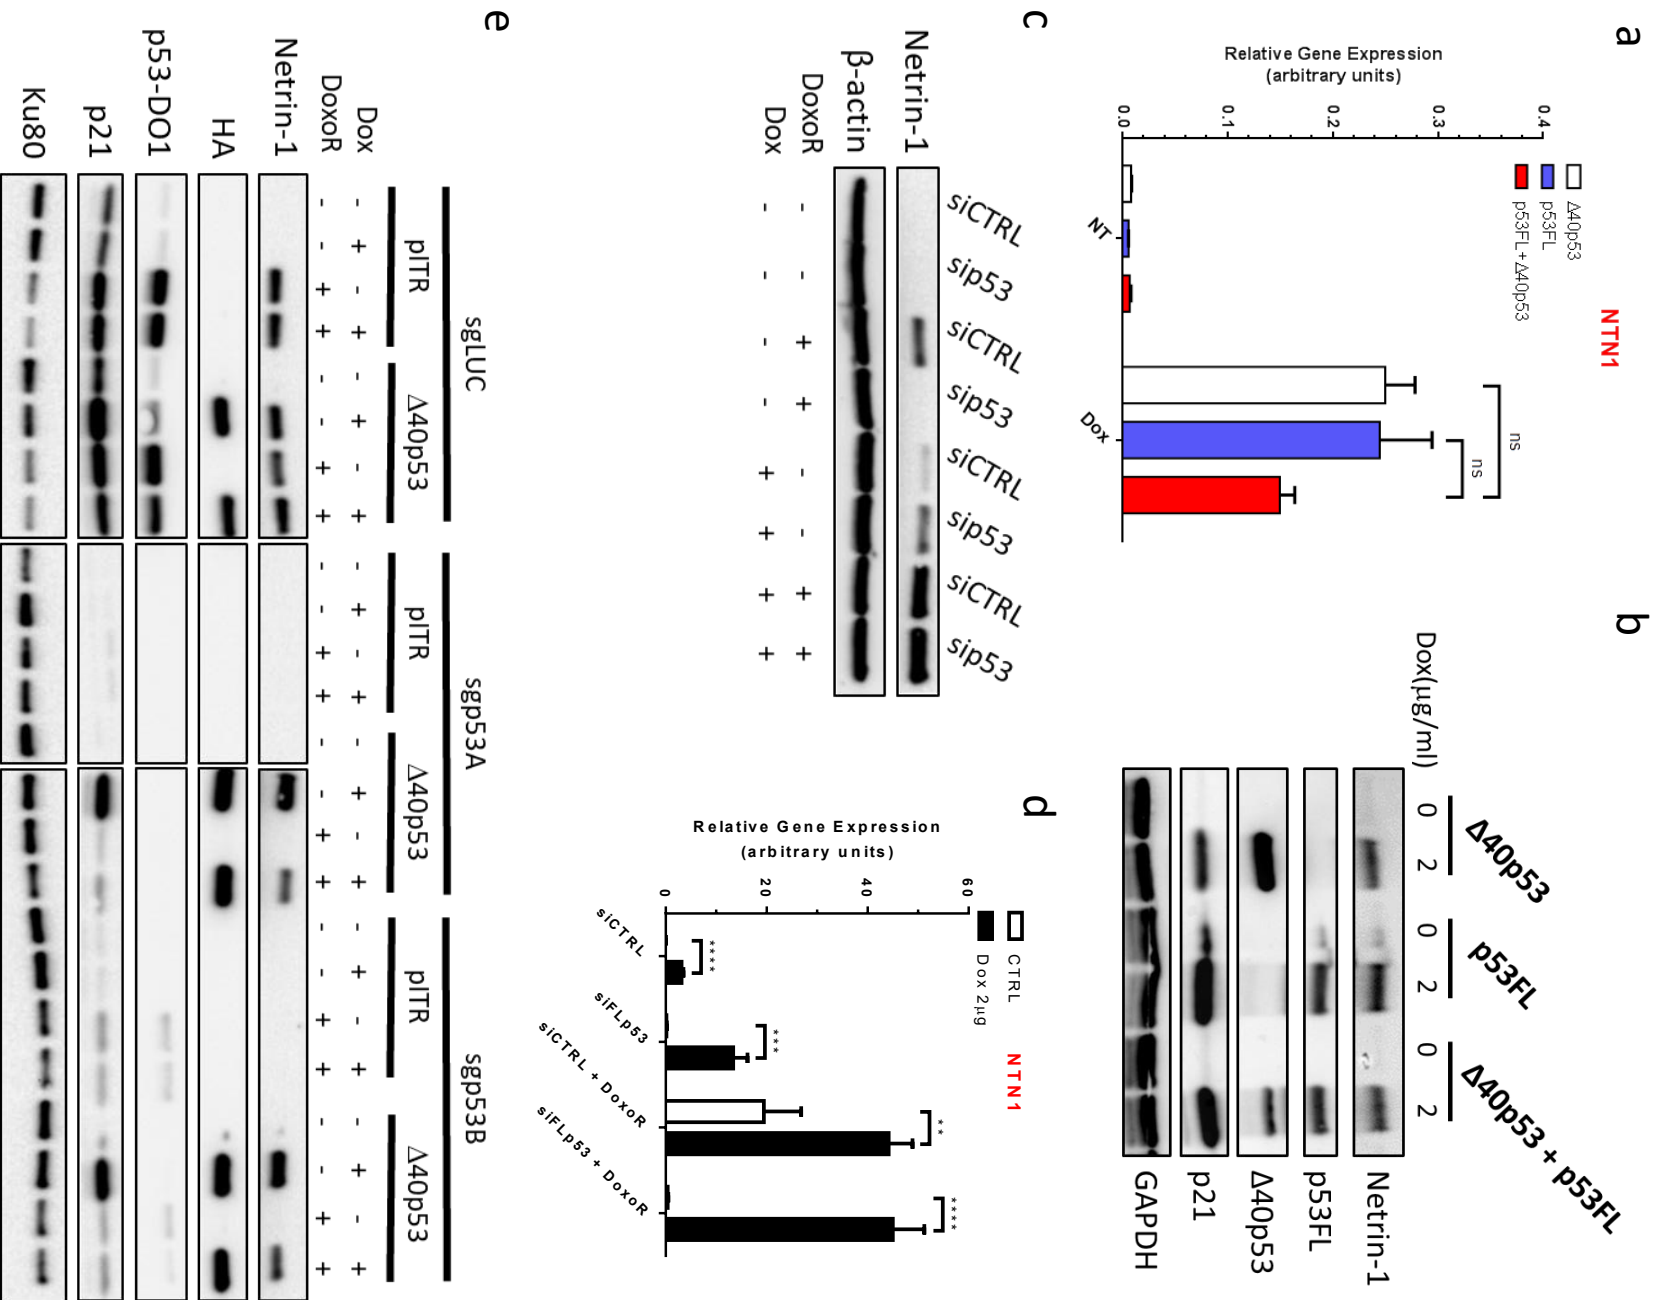 a
NTN1
Relative Gene Expression
(arbitrary units)
0.4
0.3
0.2
0.1
0.0
Δ40p53
p53FL
p53FL+Δ40p53
ns
ns
NT
Dox
b
Δ40p53
p53FL
Δ40p53 + p53FL
Dox(µg/ml)
0 2 0 2 0 2
Netrin-1
p53FL
Δ40p53
p21
GAPDH
c
siCTRL sip53 siCTRL sip53 siCTRL sip53 siCTRL sip53
Netrin-1
β-actin
DoxoR - - + + - - + +
Dox - - - - + + + +
d
NTN1
Relative Gene Expression
(arbitrary units)
60
40
20
0
CTRL
Dox 2µg
****
***
**
****
siCTRL
siFLp53
siCTRL + DoxoR
siFLp53 + DoxoR
e
sgLUC sgp53A sgp53B
pITR Δ40p53 pITR Δ40p53 pITR Δ40p53
Dox - + - + - + - + - + - + - + - + - + - + - + - +
DoxoR - - + + - - + + - - + + - - + + - - + + - - + +
Netrin-1
HA
p53-DO1
p21
Ku80